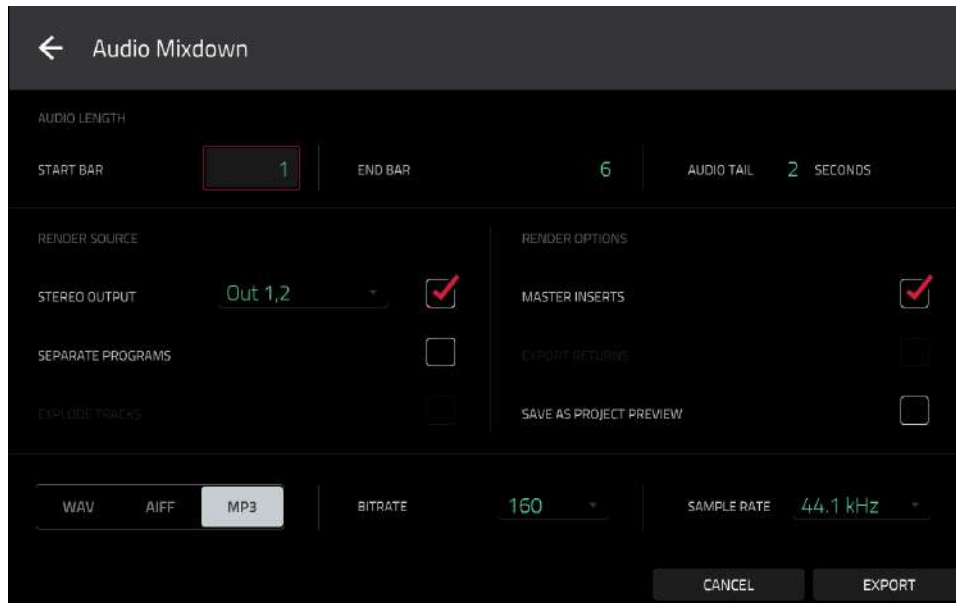 Audio Mixdown
AUDIO LENGTH
START BAR 1 END BAR 6 AUDIO TAIL 2 SECONDS
RENDER SOURCE RENDER OPTIONS
STEREO OUTPUT Out 1,2 MASTER INSERTS
SEPARATE PROGRAMS EXPORT RETURNS
EXPLODE TRACKS SAVE AS PROJECT PREVIEW
WAV AIFF MP3 BITRATE 160 SAMPLE RATE 44.1 kHz
CANCEL EXPORT